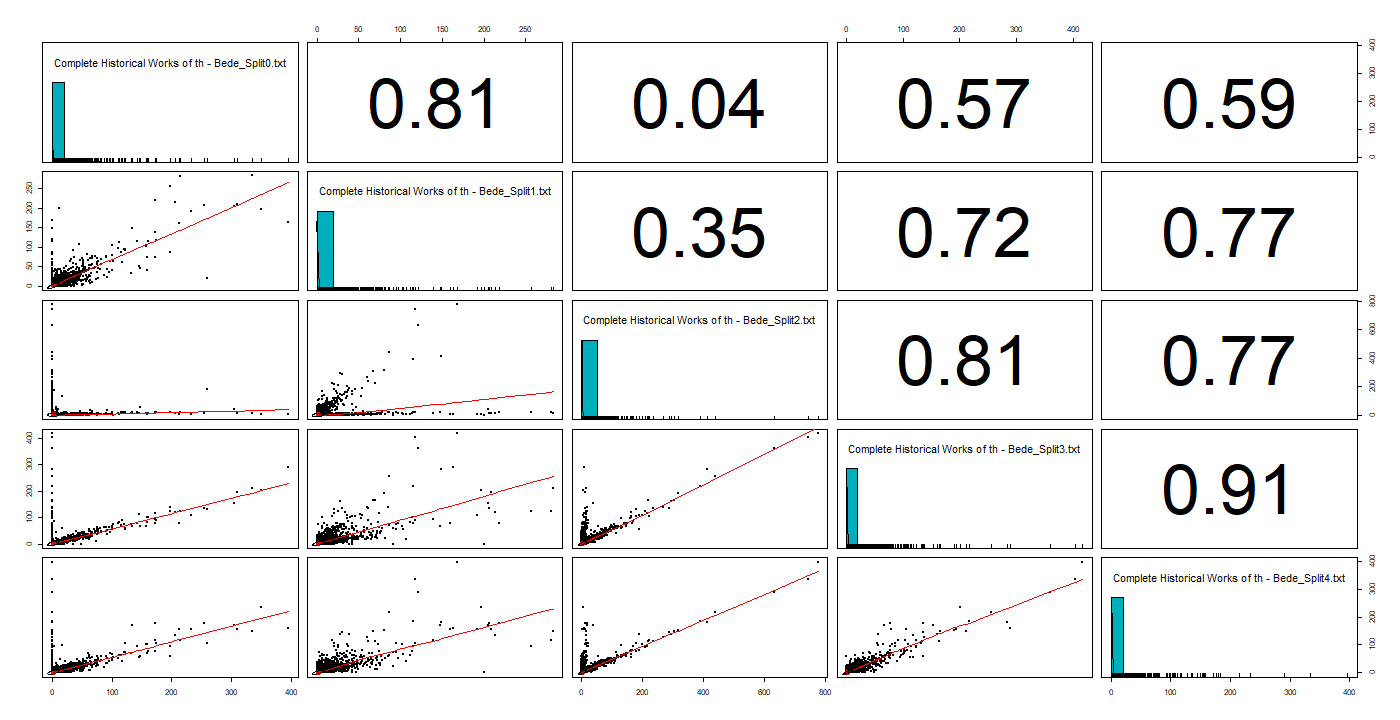 0 50 100 150 200 250
0 100 200 300 400
Complete Historical Works of th - Bede_Split0.txt
0.81
0.04
0.57
0.59
0 100 200 300 400
0 50 100 150 200 250
Complete Historical Works of th - Bede_Split1.txt
0.35
0.72
0.77
Complete Historical Works of th - Bede_Split2.txt
0.81
0.77
0 200 400 600 800
0 100 200 300 400
Complete Historical Works of th - Bede_Split3.txt
0.91
Complete Historical Works of th - Bede_Split4.txt
0 100 200 300 400
0 100 200 300 400
0 200 400 600 800
0 100 200 300 400